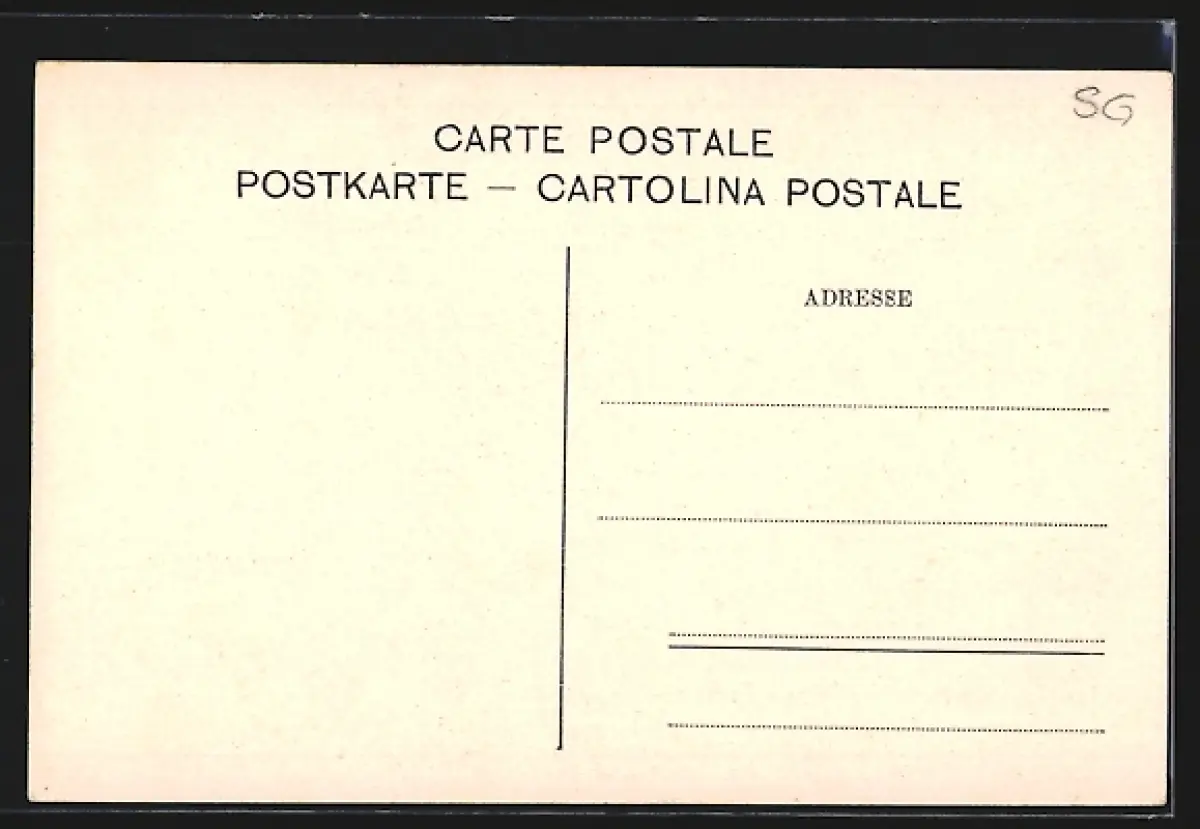 SG
CARTE POSTALE
POSTKARTE — CARTOLINA POSTALE
ADRESSE